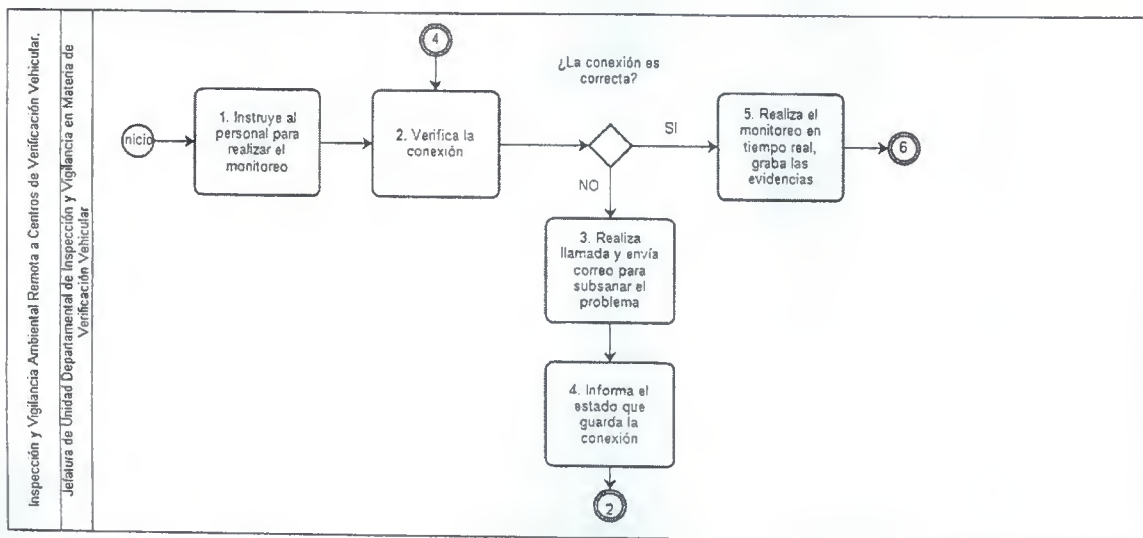 Inspección y Vigilancia Ambiental Remota a Centros de Verificación Vehicular.
Jefatura de Unidad Departamental de Inspección y Vigilancia en Materia de
Verificación Vehicular
nicio
1. Instruye al
personal para
realizar el
monitoreo
4
2. Verifica la
conexión
¿La conexión es
correcta?
SI
NO
5. Realiza el
monitoreo en
tiempo real,
graba las
evidencias
6
3. Realiza
llamada y envía
correo para
subsanar el
problema
4. Informa el
estado que
guarda la
conexión
2